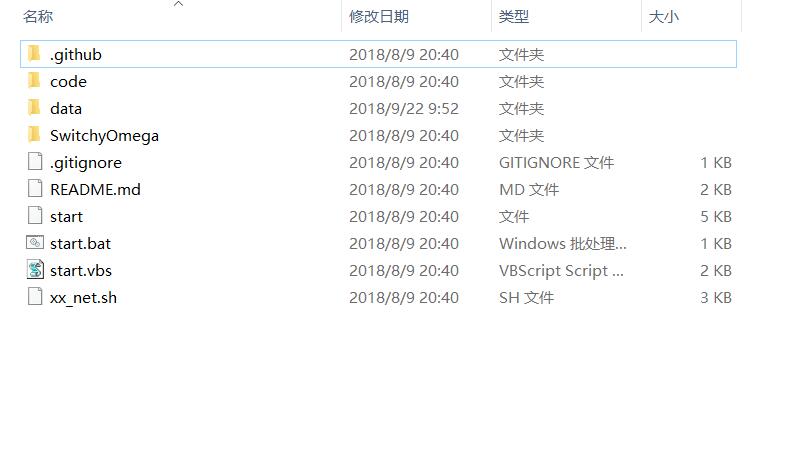 名称 修改日期 类型 大小
.github 2018/8/9 20:40 文件夹
code 2018/8/9 20:40 文件夹
data 2018/9/22 9:52 文件夹
SwitchyOmega 2018/8/9 20:40 文件夹
.gitignore 2018/8/9 20:40 GITIGNORE 文件 1 KB
README.md 2018/8/9 20:40 MD 文件 2 KB
start 2018/8/9 20:40 文件 5 KB
start.bat 2018/8/9 20:40 Windows 批处理... 1 KB
start.vbs 2018/8/9 20:40 VBScript Script ... 2 KB
xx_net.sh 2018/8/9 20:40 SH 文件 3 KB